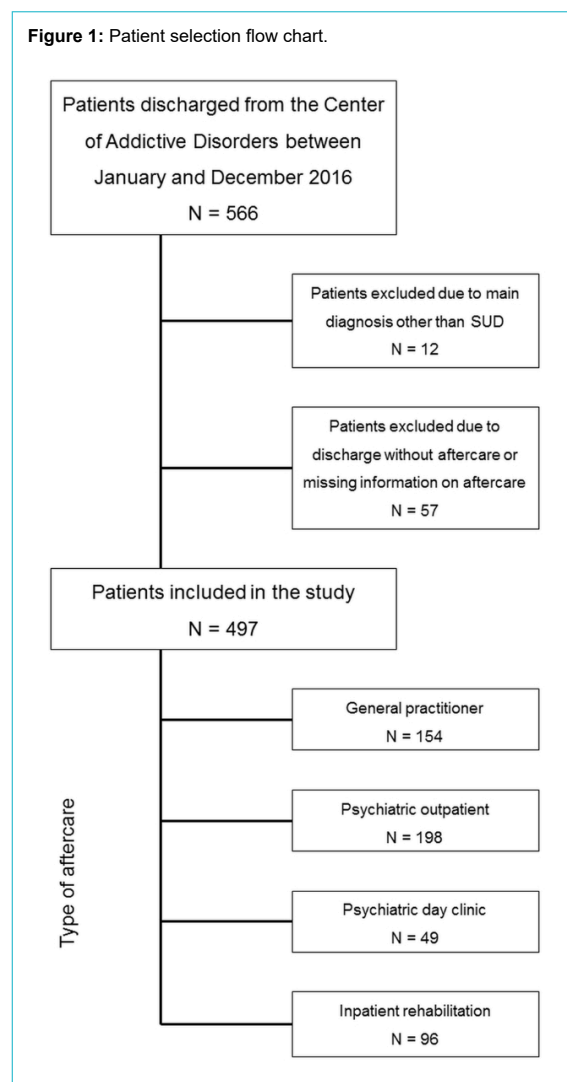 Figure 1: Patient selection flow chart.
Patients discharged from the Center
of Addictive Disorders between
January and December 2016
N = 566
Patients excluded due to main
diagnosis other than SUD
N = 12
Patients excluded due to
discharge without aftercare or
missing information on aftercare
N = 57
Patients included in the study
N = 497
Type of aftercare
General practitioner
N = 154
Psychiatric outpatient
N = 198
Psychiatric day clinic
N = 49
Inpatient rehabilitation
N = 96